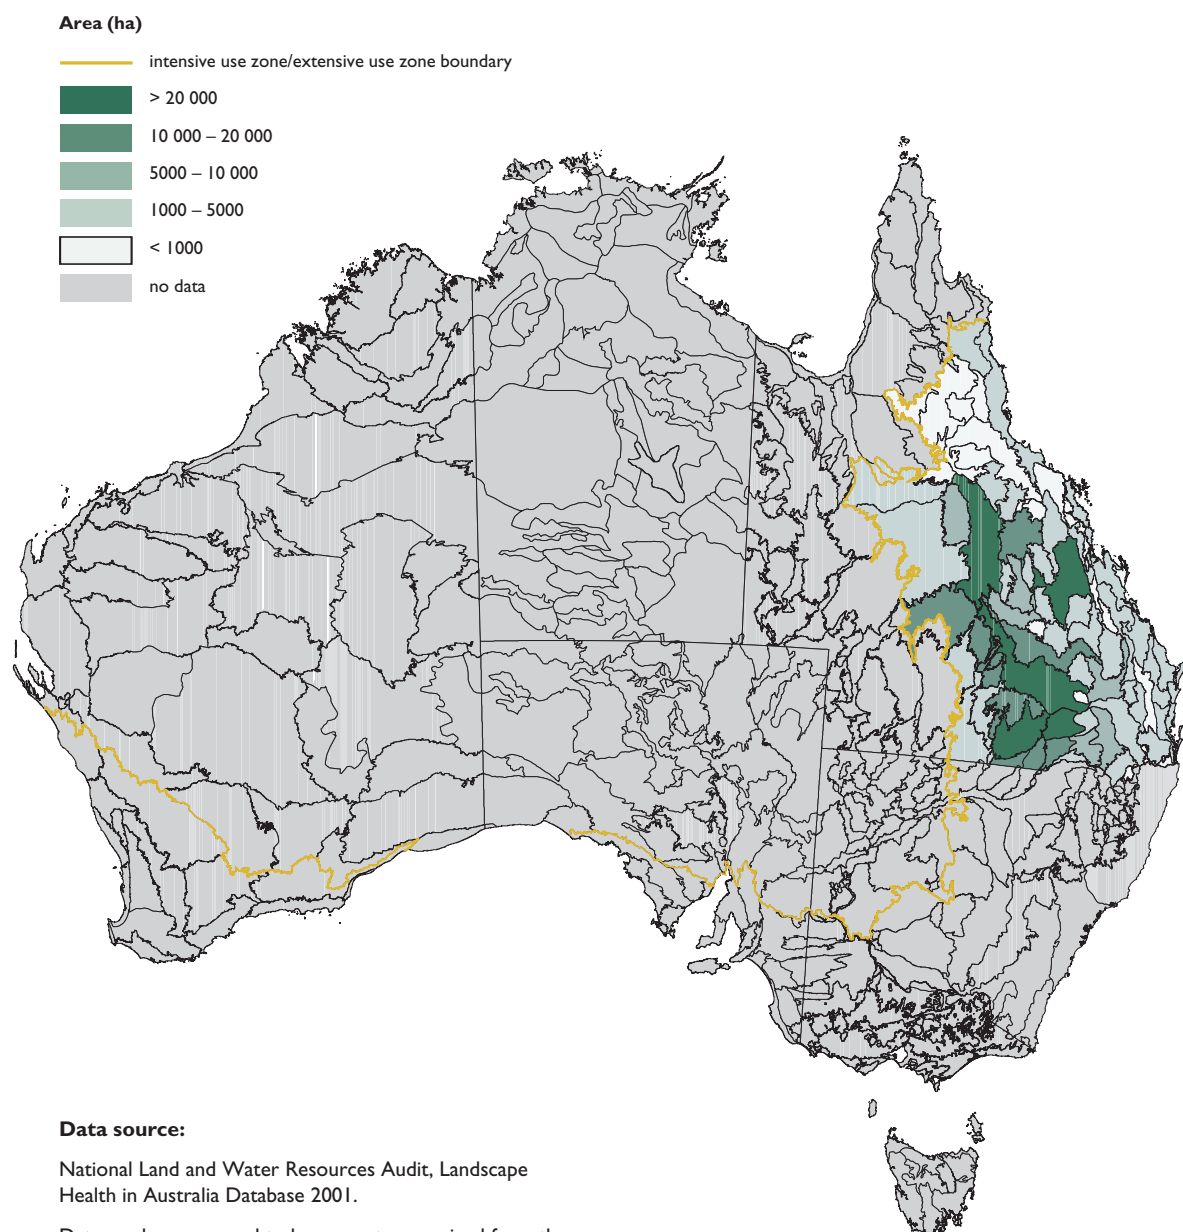 Area (ha)
intensive use zone/extensive use zone boundary
> 20 000
10 000 – 20 000
5000 – 10 000
1000 – 5000
< 1000
no data
Data source:
National Land and Water Resources Audit, Landscape
Health in Australia Database 2001.